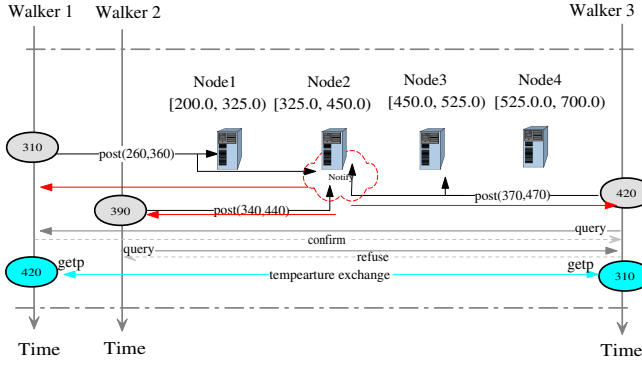 Walker 1
Walker 2
Walker 3
Node1
[200.0, 325.0)
Node2
[325.0, 450.0)
Node3
[450.0, 525.0)
Node4
[525.0.0, 700.0)
310
post(260,360)
Notify
390
post(340,440)
post(370,470)
420
query
confirm
query
refuse
getp
420
tempearture exchange
getp
310
Time
Time
Time